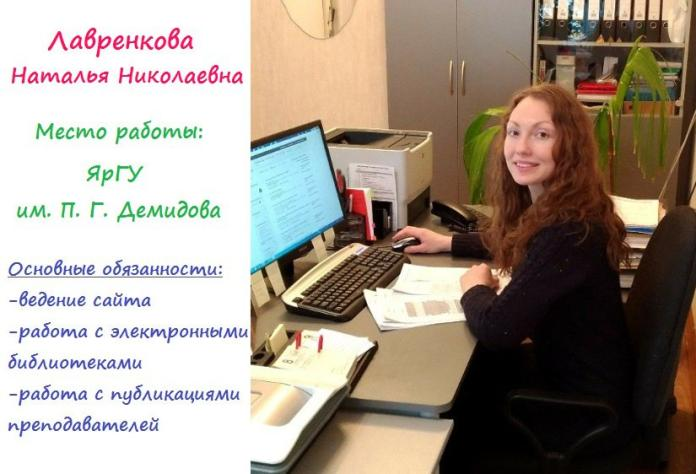 Лавренкова
Наталья Николаевна
Место работы:
ЯрГУ
им. П. Г. Демидова
Основные обязанности:
-ведение сайта
-работа с электронными
библиотеками
-работа с публикациями
преподавателей